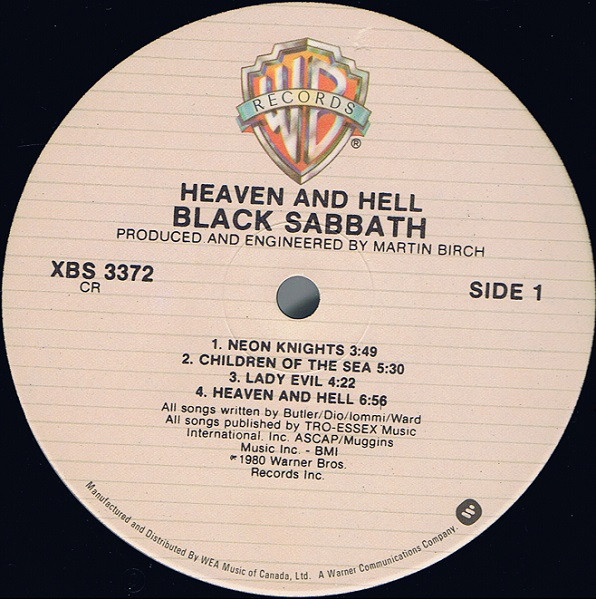 WB
RECORDS
®
HEAVEN AND HELL
BLACK SABBATH
PRODUCED AND ENGINEERED BY MARTIN BIRCH
XBS 3372
CR
SIDE 1
1. NEON KNIGHTS 3:49
2. CHILDREN OF THE SEA 5:30
3. LADY EVIL 4:22
4. HEAVEN AND HELL 6:56
All songs written by Butler/Dio/Iommi/Ward
All songs published by TRO-ESSEX Music
International. Inc. ASCAP/Muggins
Music Inc. - BMI
℗1980 Warner Bros.
Records Inc.
Manufactured and Distributed By WEA Music of Canada, Ltd. A Warner Communications Company.